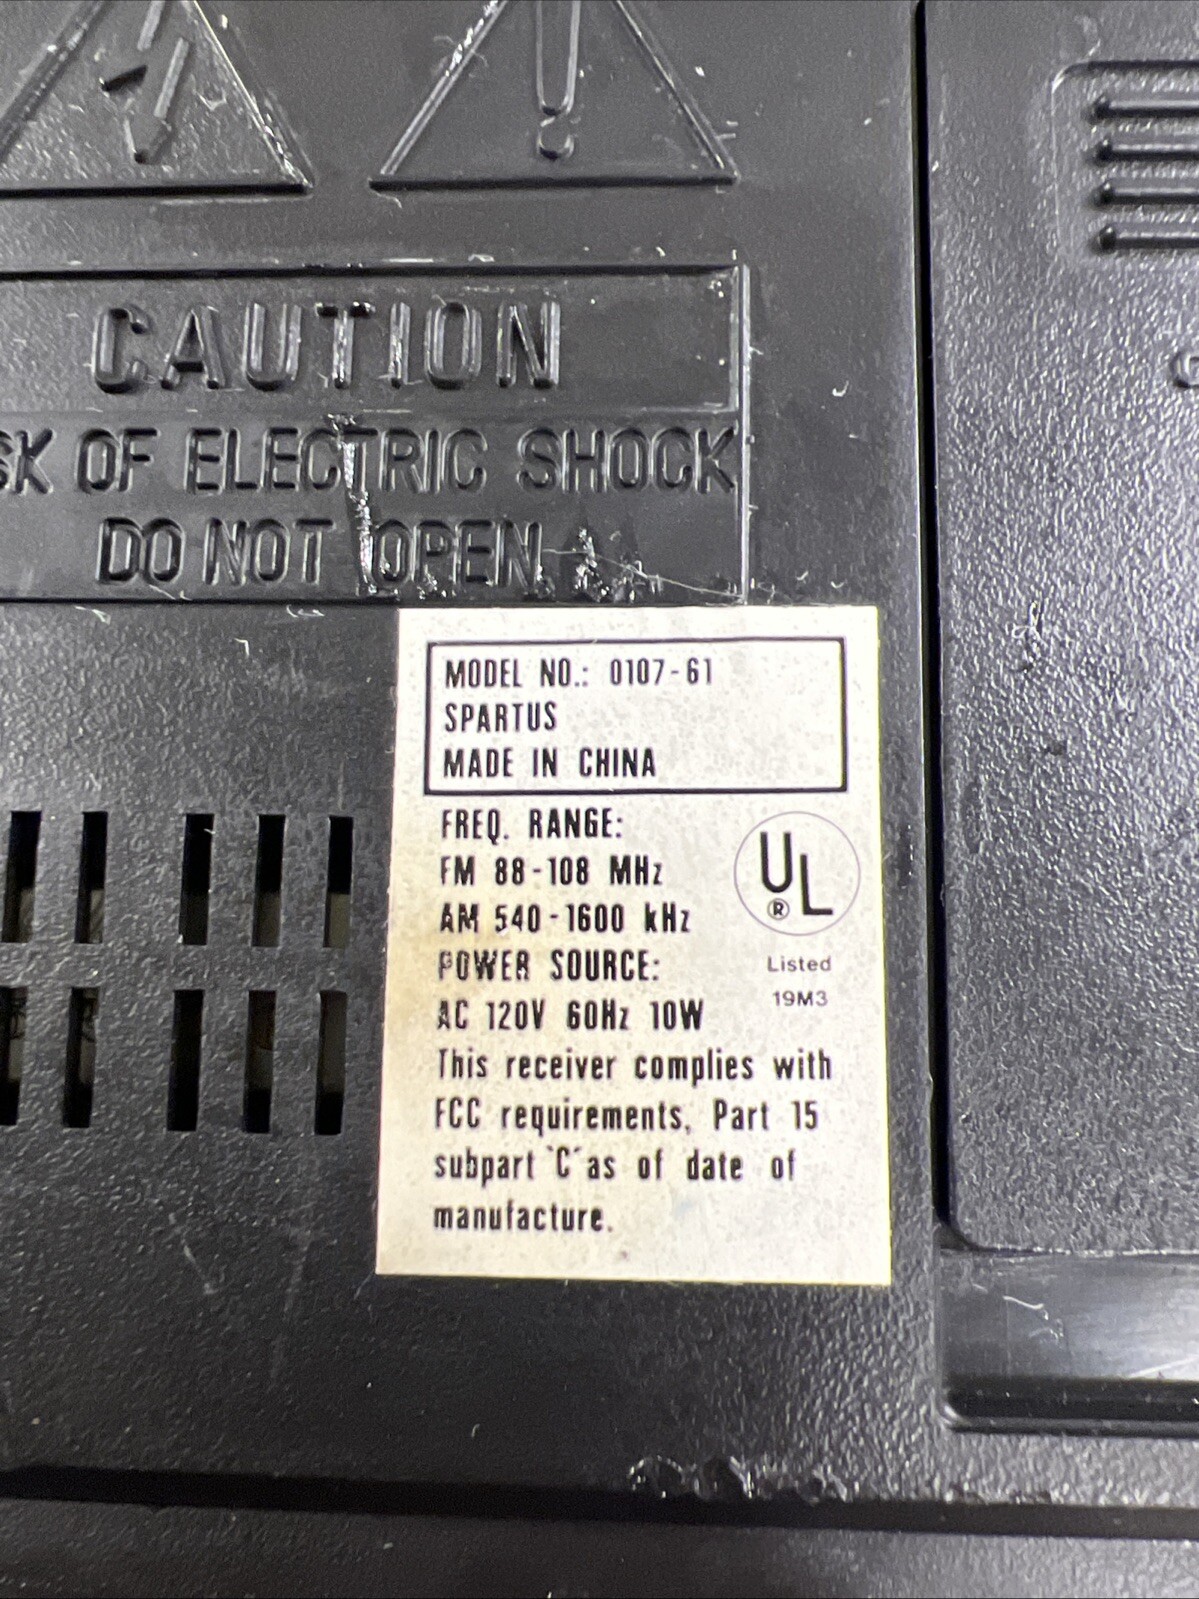 CAUTION
SK OF ELECTRIC SHOCK
DO NOT OPEN
MODEL NO.: 0107-61
SPARTUS
MADE IN CHINA
FREQ. RANGE:
FM 88-108 MHz
AM 540-1600 kHz
POWER SOURCE:
AC 120V 60Hz 10W
UL
®
Listed
19M3
This receiver complies with
FCC requirements, Part 15
subpart `C´ as of date of
manufacture.